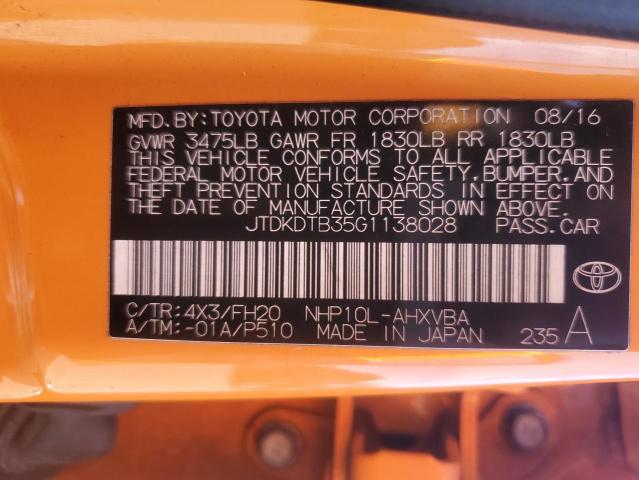 MFD.BY:TOYOTA MOTOR CORPORATION 08/16
GVWR 3475LB GAWR FR 1830LB RR 1830LB
THIS VEHICLE CONFORMS TO ALL APPLICABLE
FEDERAL MOTOR VEHICLE SAFETY,BUMPER,AND
THEFT PREVENTION STANDARDS IN EFFECT ON
THE DATE OF MANUFACTURE SHOWN ABOVE.
JTDKDTB35G1138028 PASS.CAR
C/TR:4X3/FH20 NHP10L-AHXVBA
A/TM:-01A/P510 MADE IN JAPAN 235 A